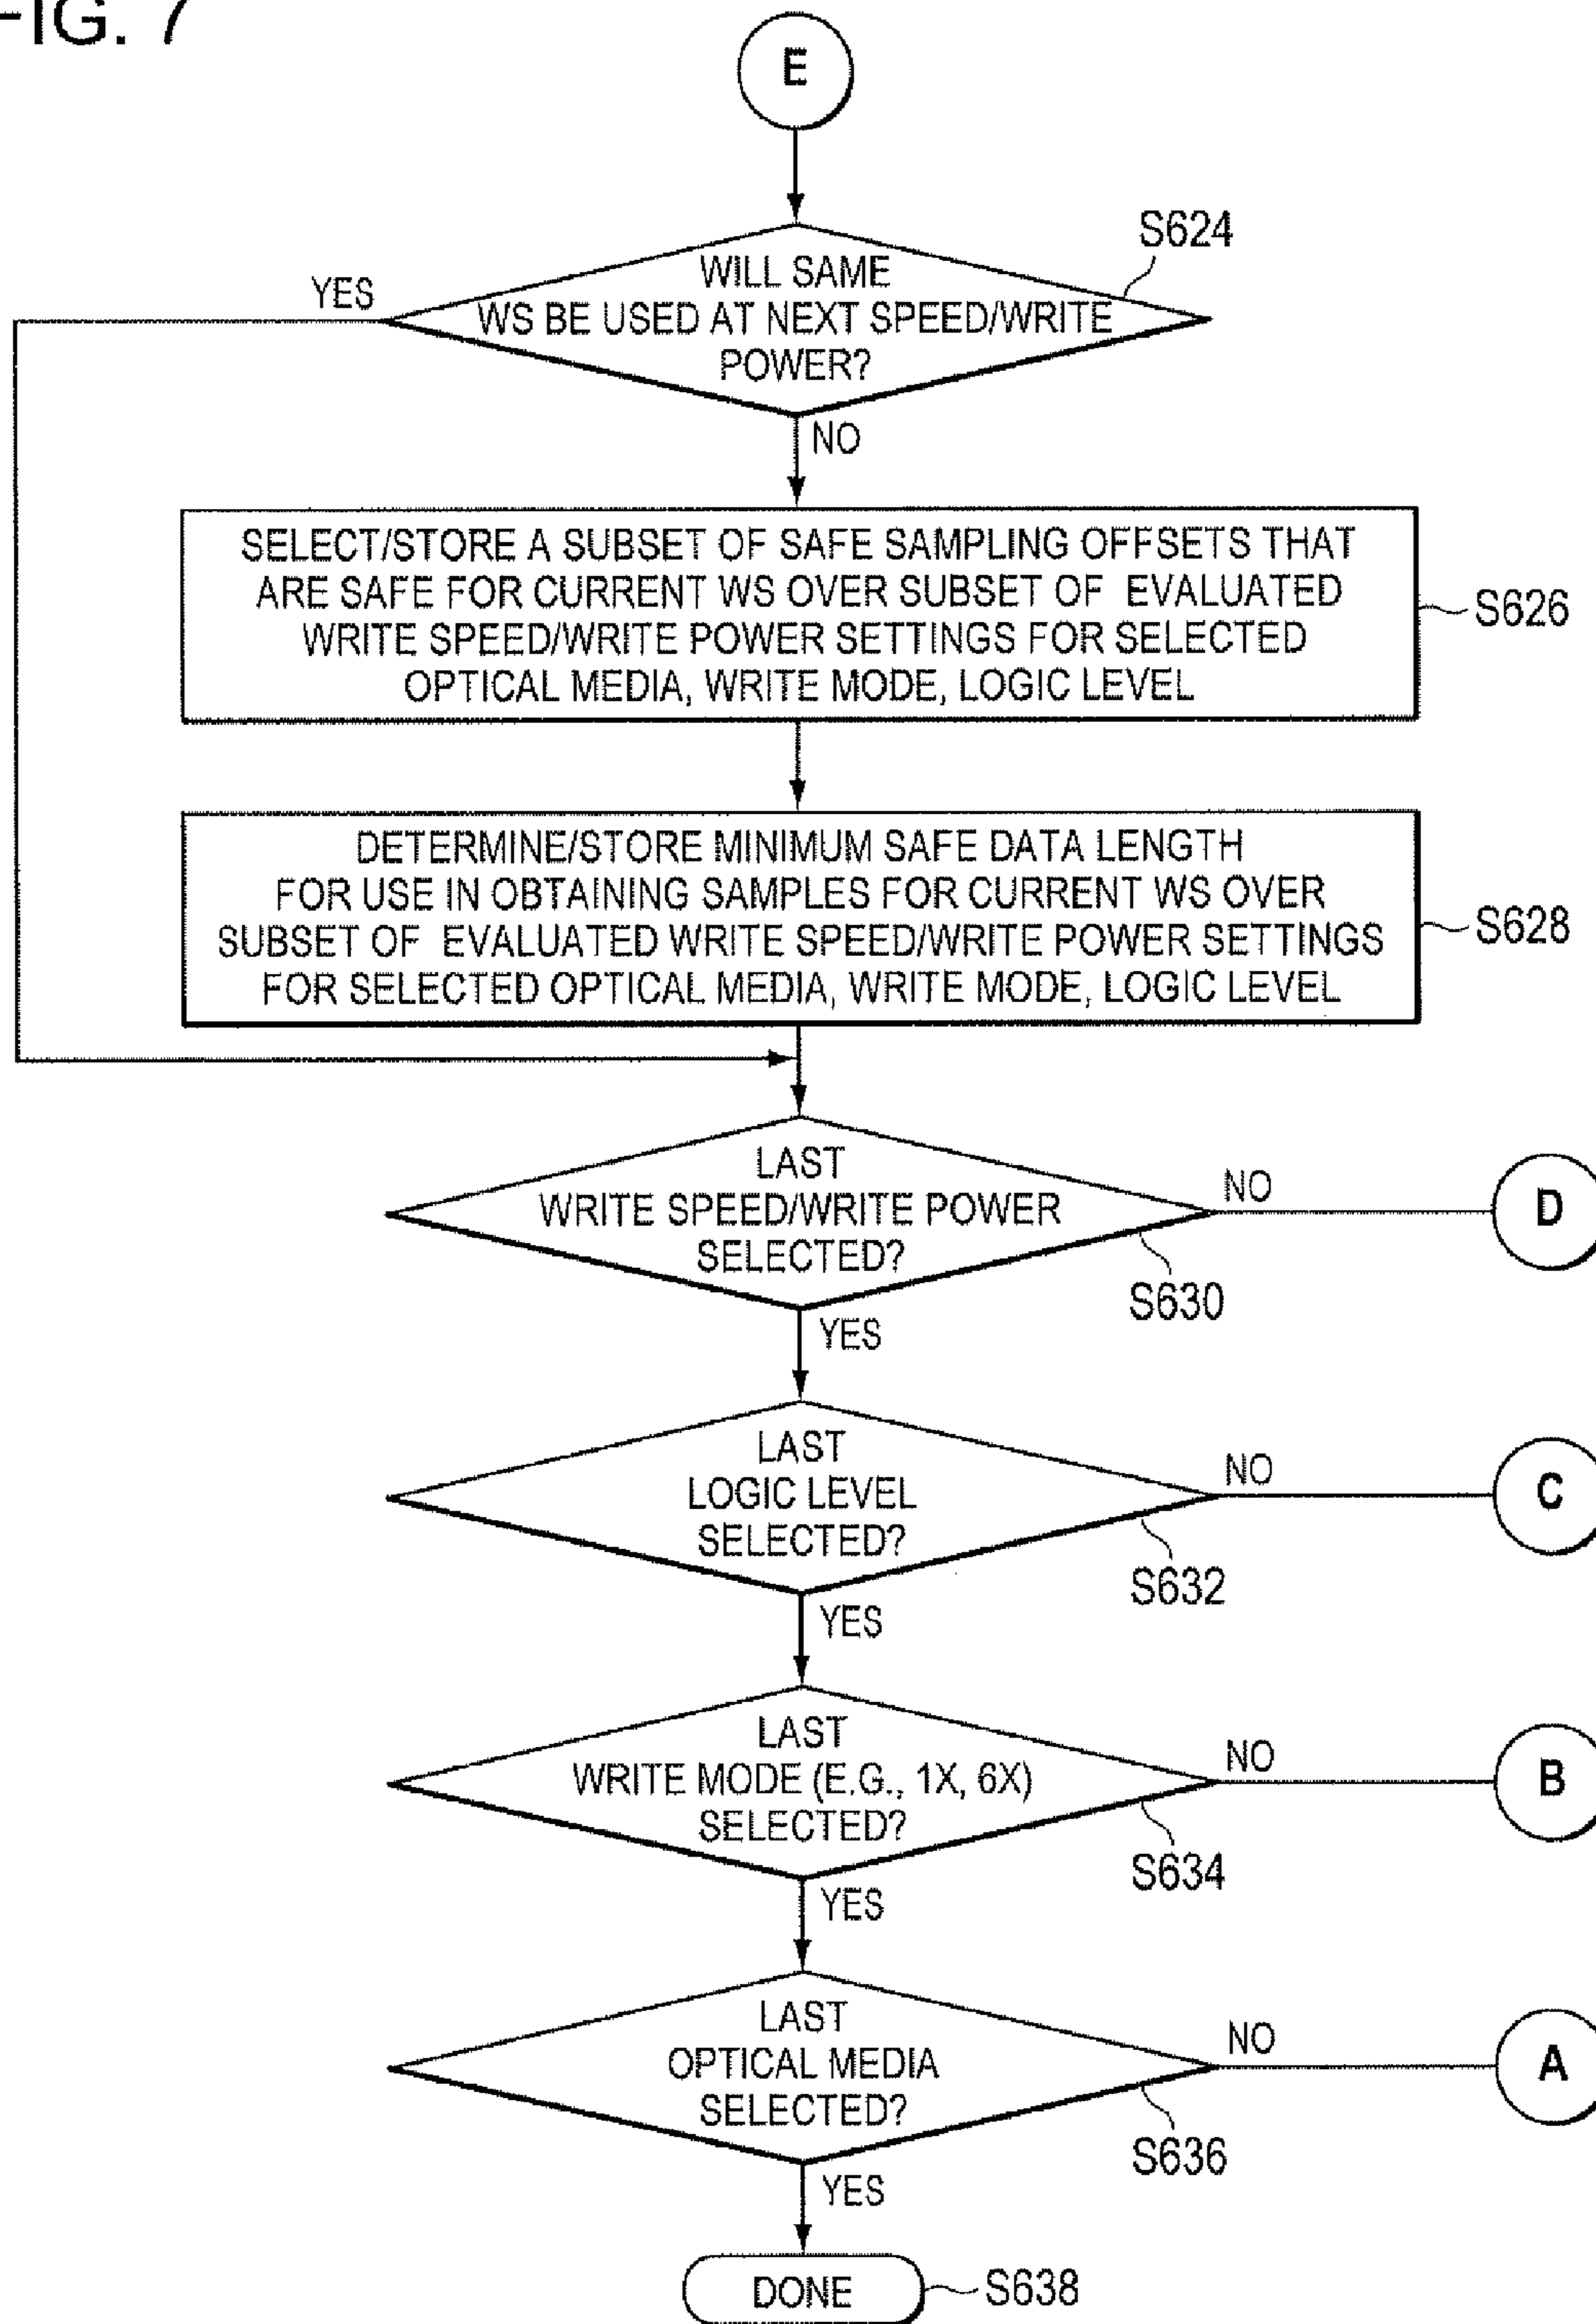 FIG. 7
E
S624
WILL SAME
YES
WS BE USED AT NEXT SPEED/WRITE
POWER?
NO
SELECT/STORE A SUBSET OF SAFE SAMPLING OFFSETS THAT
ARE SAFE FOR CURRENT WS OVER SUBSET OF EVALUATED
WRITE SPEED/WRITE POWER SETTINGS FOR SELECTED
OPTICAL MEDIA, WRITE MODE, LOGIC LEVEL
S626
DETERMINE/STORE MINIMUM SAFE DATA LENGTH
FOR USE IN OBTAINING SAMPLES FOR CURRENT WS OVER
SUBSET OF EVALUATED WRITE SPEED/WRITE POWER SETTINGS
FOR SELECTED OPTICAL MEDIA, WRITE MODE, LOGIC LEVEL
S628
LAST
WRITE SPEED/WRITE POWER
SELECTED?
NO
D
S630
YES
LAST
LOGIC LEVEL
SELECTED?
NO
C
S632
YES
LAST
WRITE MODE (E.G., 1X, 6X)
SELECTED?
NO
B
S634
YES
LAST
OPTICAL MEDIA
SELECTED?
NO
A
S636
YES
DONE
S638